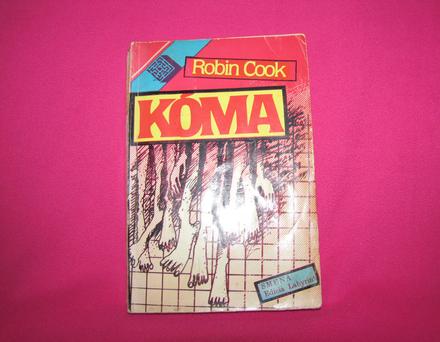 Robin Cook
KÓMA
SMENA
Edícia Labyrint